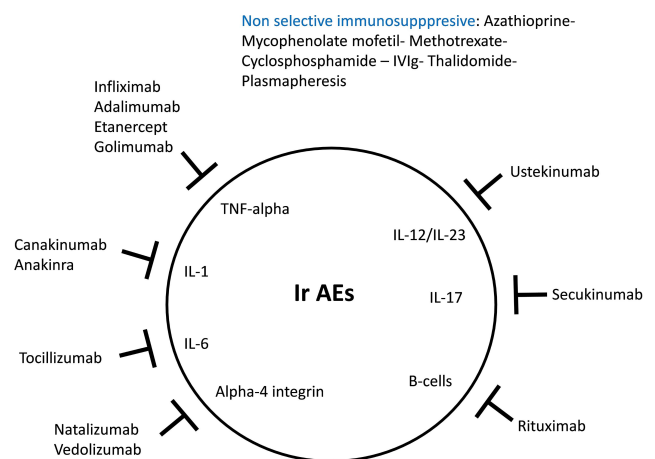 Non selective immunosupppresive: Azathioprine-
Mycophenolate mofetil- Methotrexate-
Cyclosphosphamide – IVIg- Thalidomide-
Plasmapheresis
Infliximab
Adalimumab
Etanercept
Golimumab
Ustekinumab
TNF-alpha
IL-12/IL-23
Canakinumab
Anakinra
IL-1
Ir AEs
IL-17
Secukinumab
IL-6
Tocillizumab
Alpha-4 integrin
B-cells
Natalizumab
Vedolizumab
Rituximab